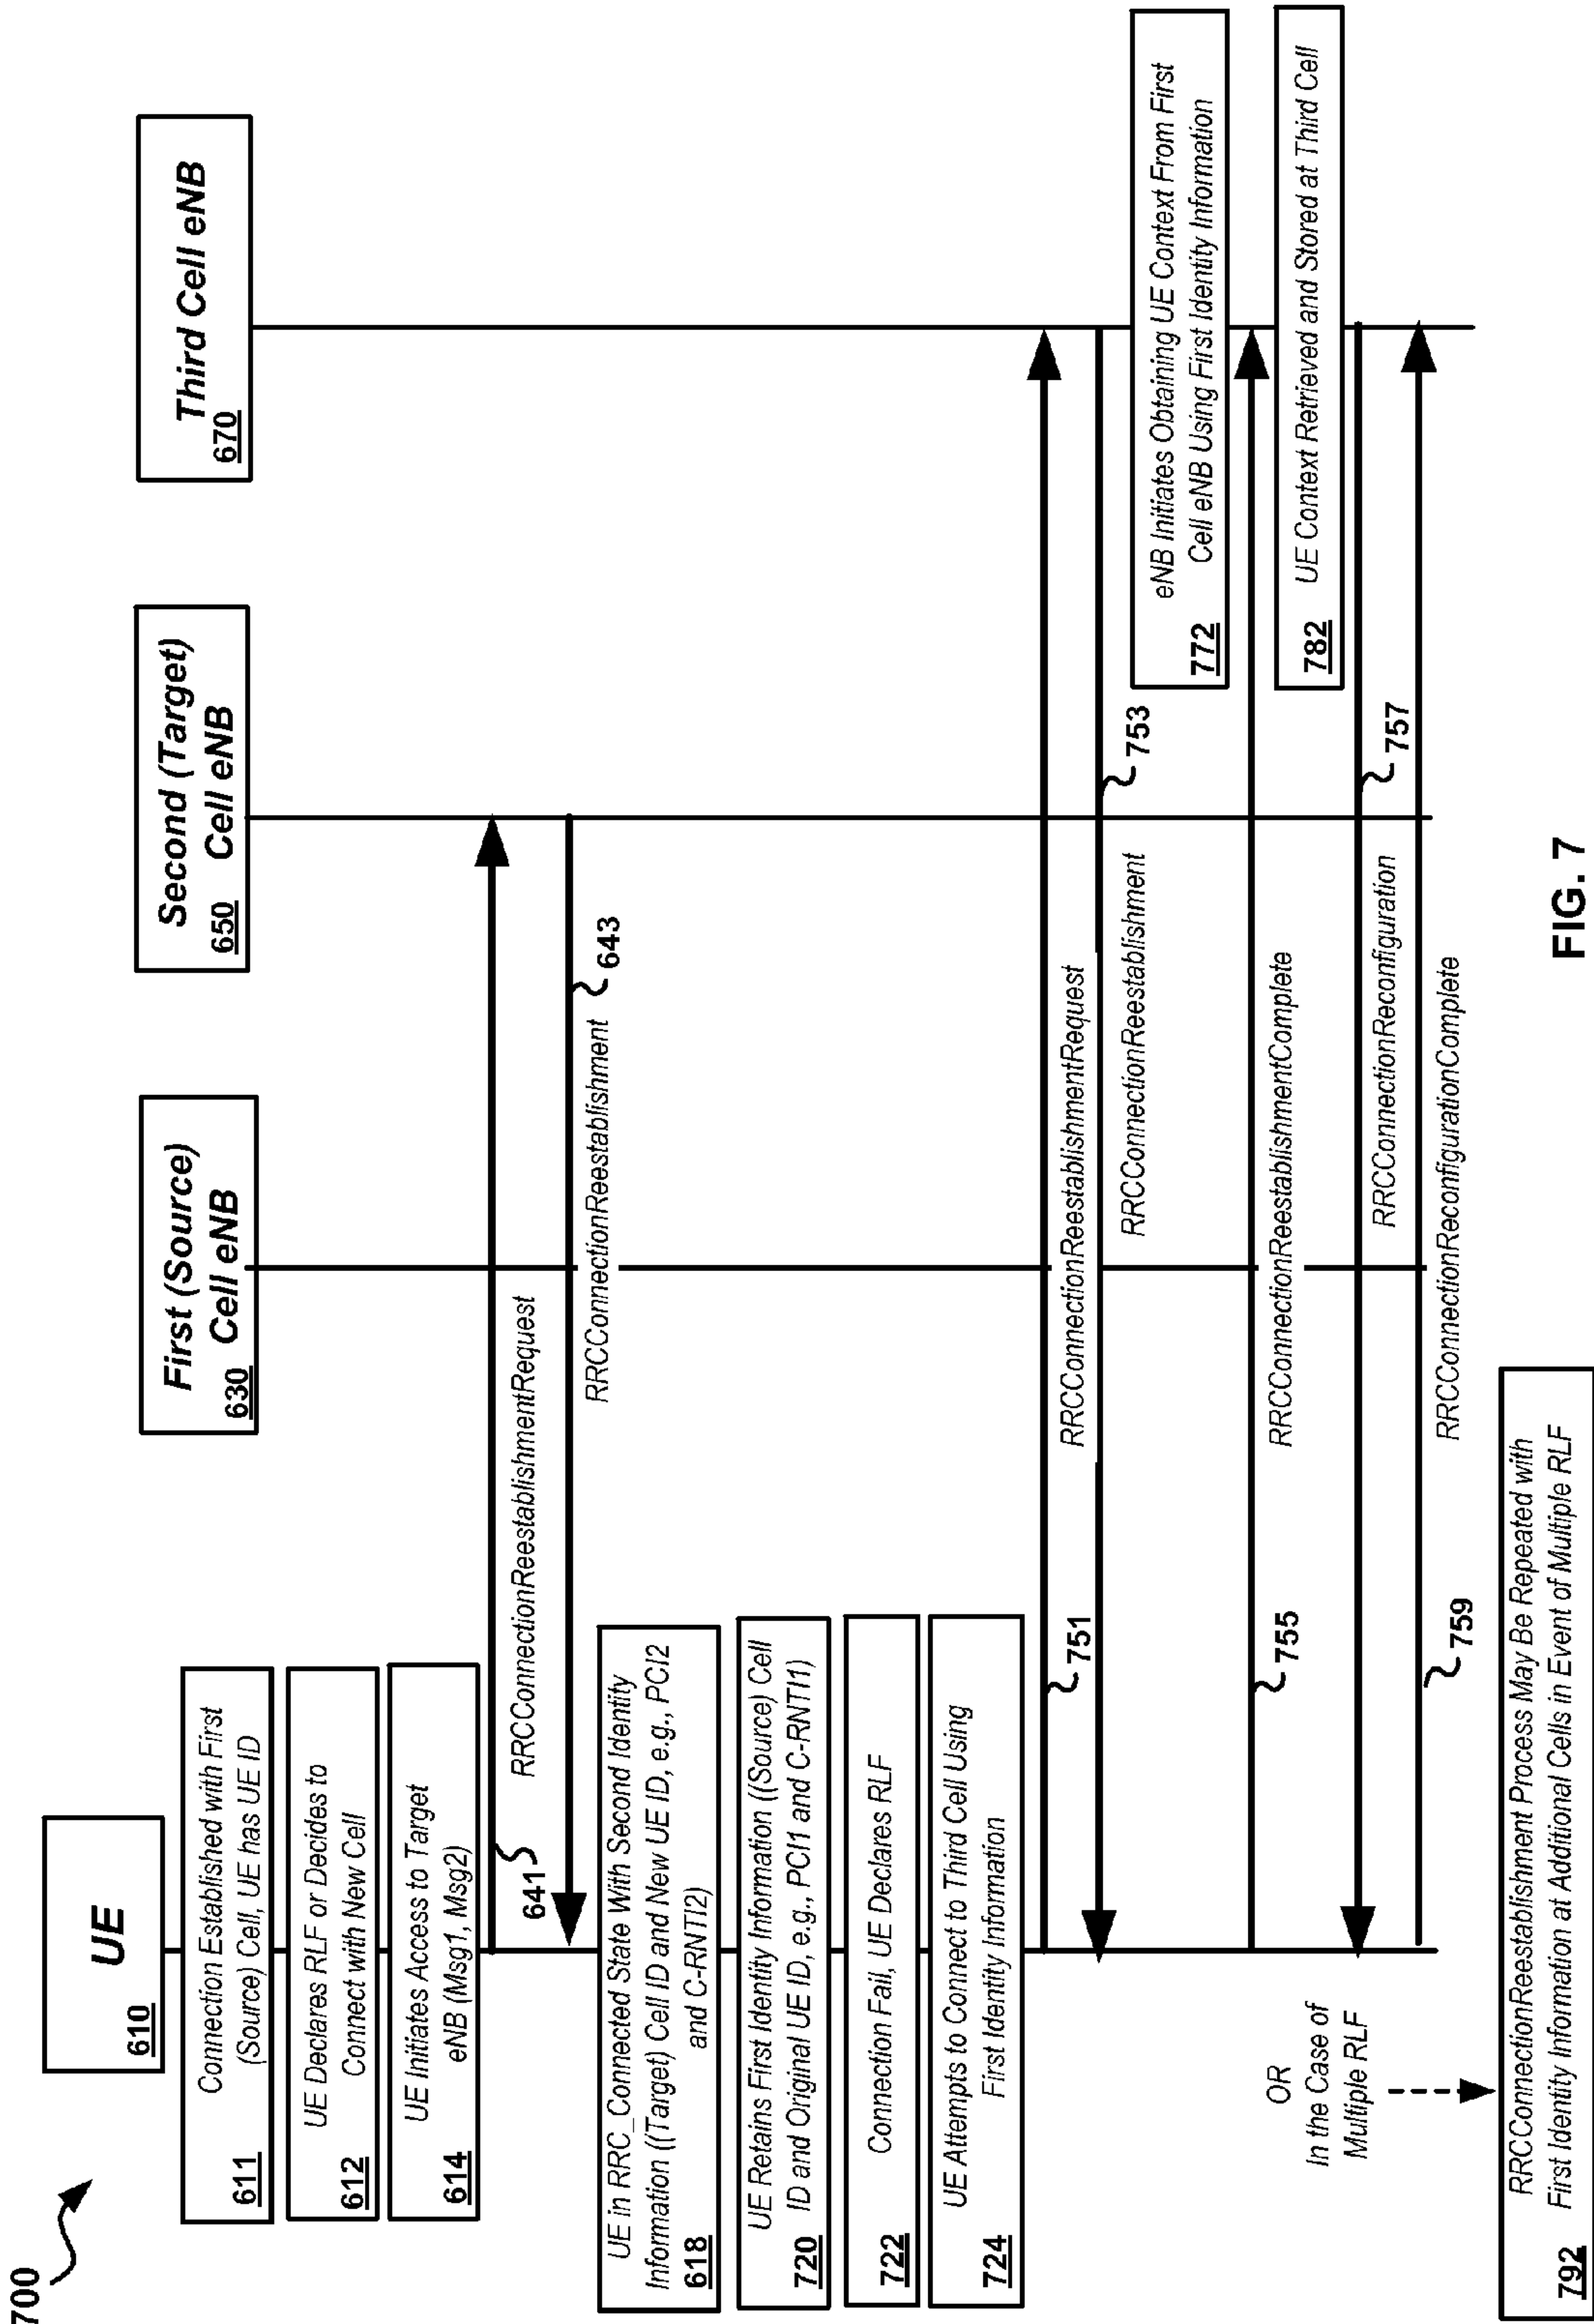 700
UE
610
First (Source)
630 Cell eNB
Second (Target)
650 Cell eNB
Third Cell eNB
670
Connection Established with First
611 (Source) Cell, UE has UE ID
UE Declares RLF or Decides to
612 Connect with New Cell
UE Initiates Access to Target
614 eNB (Msg1, Msg2)
641
RRCConnectionReestablishmentRequest
RRCConnectionReestablishment
643
UE in RRC_Connected State With Second Identity
Information ((Target) Cell ID and New UE ID, e.g., PCI2
618 and C-RNTI2)
UE Retains First Identity Information ((Source) Cell
720 ID and Original UE ID, e.g., PCI1 and C-RNTI1)
722 Connection Fail, UE Declares RLF
UE Attempts to Connect to Third Cell Using
724 First Identity Information
751
RRCConnectionReestablishmentRequest
753
RRCConnectionReestablishment
eNB Initiates Obtaining UE Context From First
772 Cell eNB Using First Identity Information
755
RRCConnectionReestablishmentComplete
782 UE Context Retrieved and Stored at Third Cell
757
RRCConnectionReconfiguration
759
RRCConnectionReconfigurationComplete
OR
In the Case of
Multiple RLF
RRCConnectionReestablishment Process May Be Repeated with
792 First Identity Information at Additional Cells in Event of Multiple RLF
FIG. 7